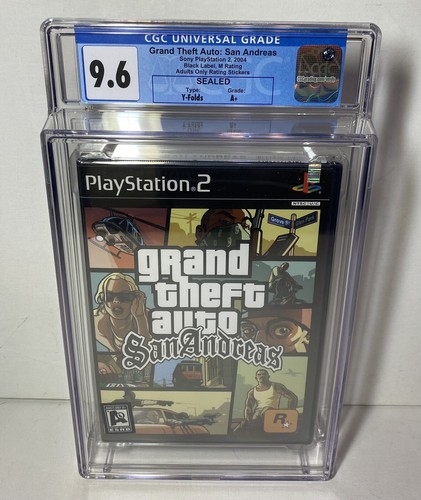 CGC UNIVERSAL GRADE
9.6
Grand Theft Auto: San Andreas
Sony PlayStation 2, 2004
Black Label, M Rating
Adults Only Rating Stickers
SEALED
Type:
Grade:
Y-Folds
A+
PlayStation 2
grand
theft
auto
San Andreas
R